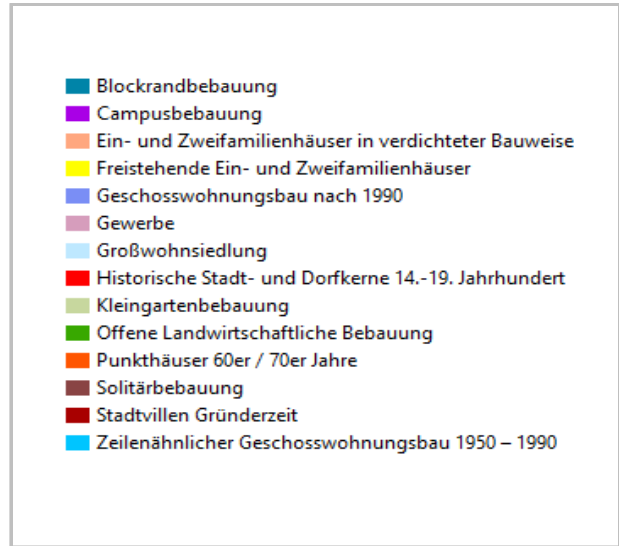 Blockrandbebauung
Campusbebauung
Ein- und Zweifamilienhäuser in verdichteter Bauweise
Freistehende Ein- und Zweifamilienhäuser
Geschosswohnungsbau nach 1990
Gewerbe
Großwohnsiedlung
Historische Stadt- und Dorfkerne 14.-19. Jahrhundert
Kleingartenbebauung
Offene Landwirtschaftliche Bebauung
Punkthäuser 60er / 70er Jahre
Solitärbebauung
Stadtvillen Gründerzeit
Zeilenähnlicher Geschosswohnungsbau 1950 – 1990